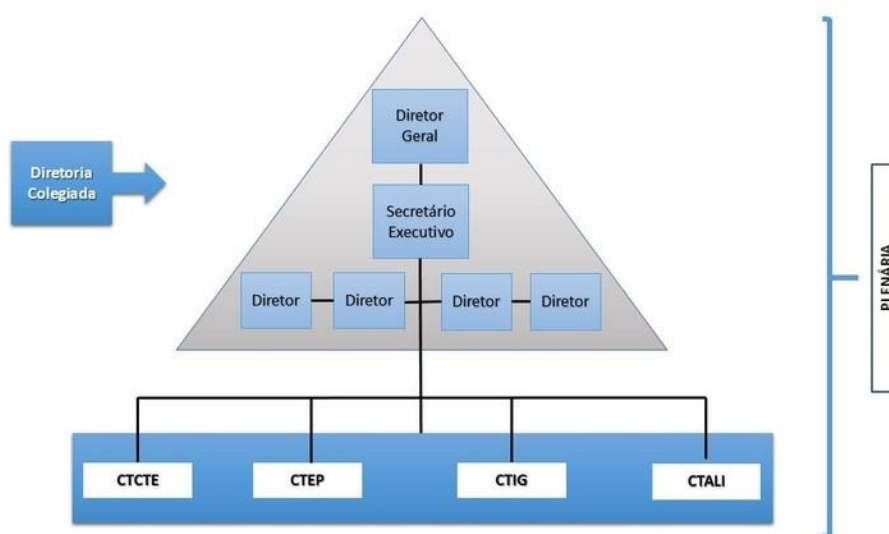 Diretor
Geral
Diretoria
Colegiada
Secretário
Executivo
Diretor
Diretor
Diretor
Diretor
PLENÁRIA
CTCTE
CTEP
CTIG
CTALI